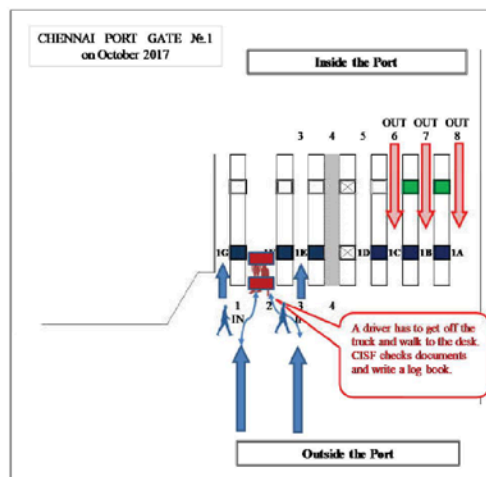 CHENNAI PORT GATE №.1
on October 2017
Inside the Port
OUT OUT OUT
3 4 5 6 7 8
1G 1E 1D 1C 1B 1A
1 2 3 4
IN
A driver has to get off the
truck and walk to the desk.
CISF checks documents
and write a log book.
Outside the Port